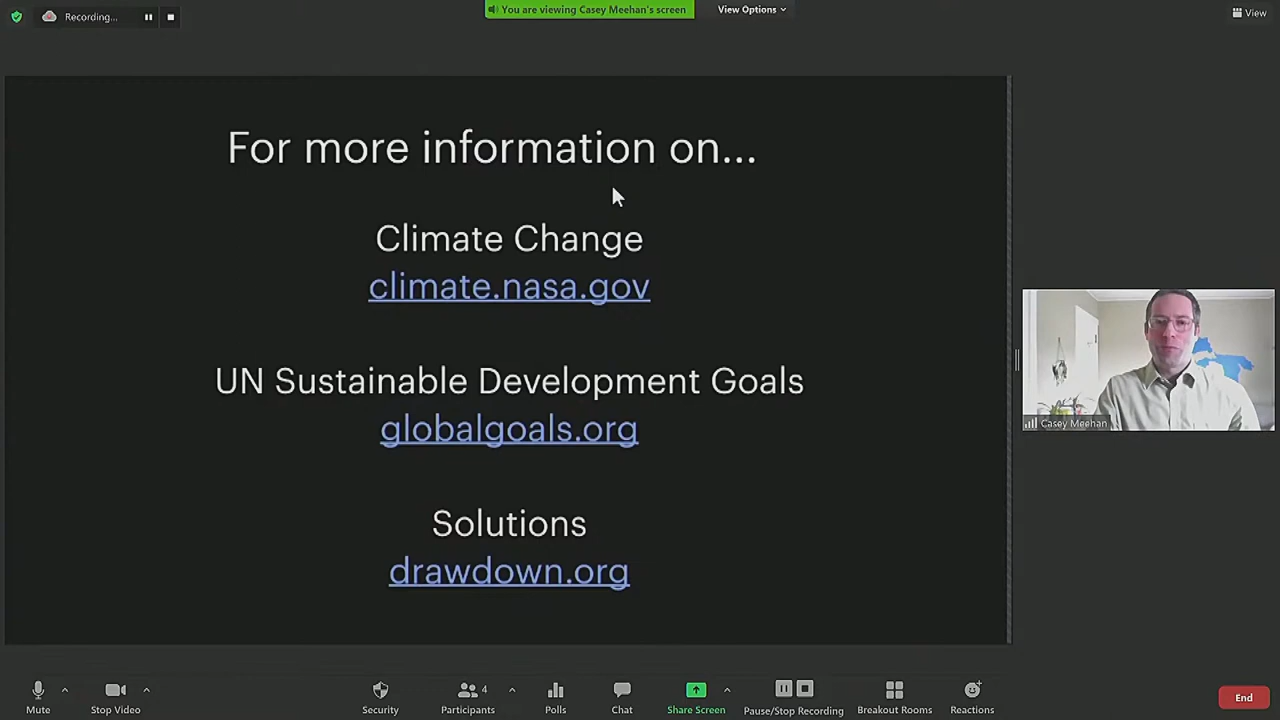 Recording...
You are viewing Casey Meehan's screen
View Options
View
For more information on...
Climate Change
climate.nasa.gov
UN Sustainable Development Goals
globalgoals.org
Solutions
drawdown.org
Casey Meehan
Mute
Stop Video
Security
4
Participants
Polls
Chat
Share Screen
Pause/Stop Recording
Breakout Rooms
Reactions
End